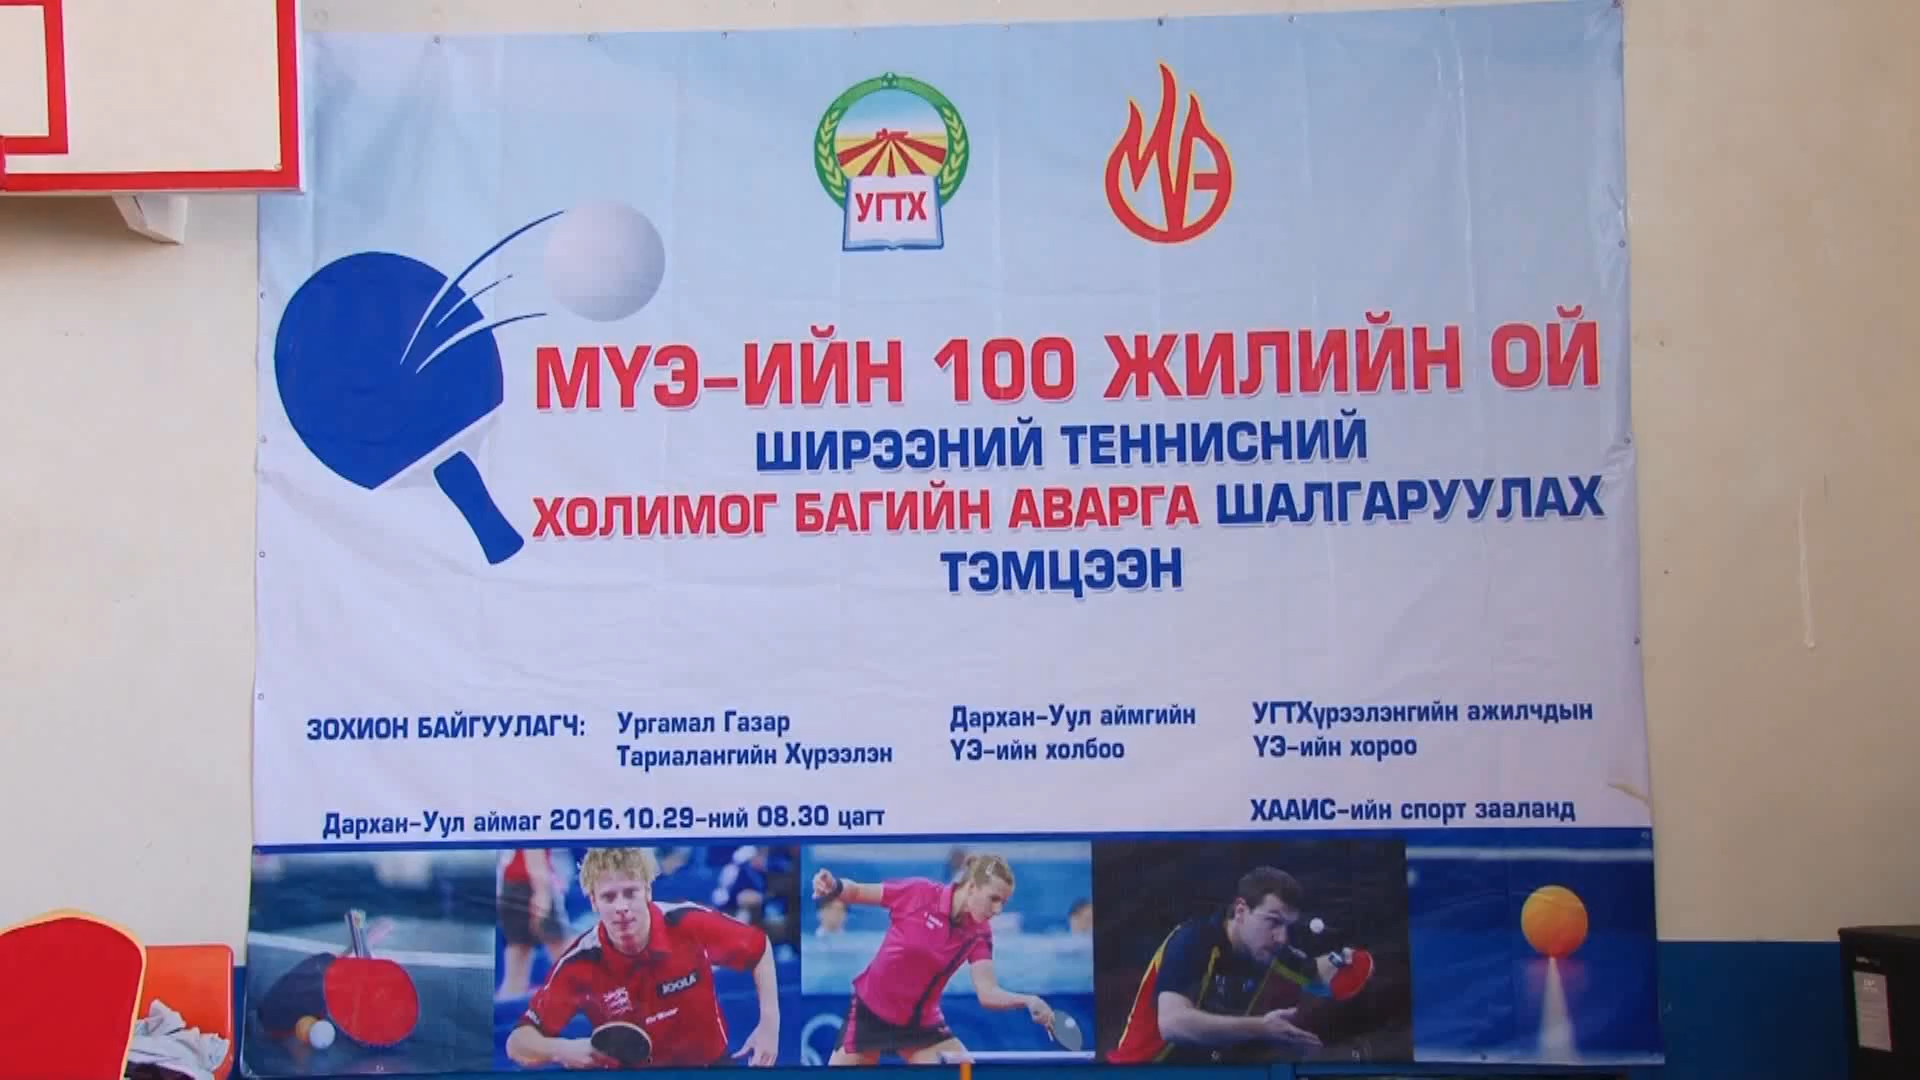 УГТХ
МҮЭ
МҮЭ-ИЙН 100 ЖИЛИЙН ОЙ
ШИРЭЭНИЙ ТЕННИСНИЙ
ХОЛИМОГ БАГИЙН АВАРГА ШАЛГАРУУЛАХ
ТЭМЦЭЭН
ЗОХИОН БАЙГУУЛАГЧ:
Ургамал Газар
Тариалангийн Хүрээлэн
Дархан-Уул аймгийн
ҮЭ-ийн холбоо
УГТХүрээлэнгийн ажилчдын
ҮЭ-ийн хороо
Дархан-Уул аймаг 2016.10.29-ний 08.30 цагт
ХААИС-ийн спорт зааланд
JOOLA